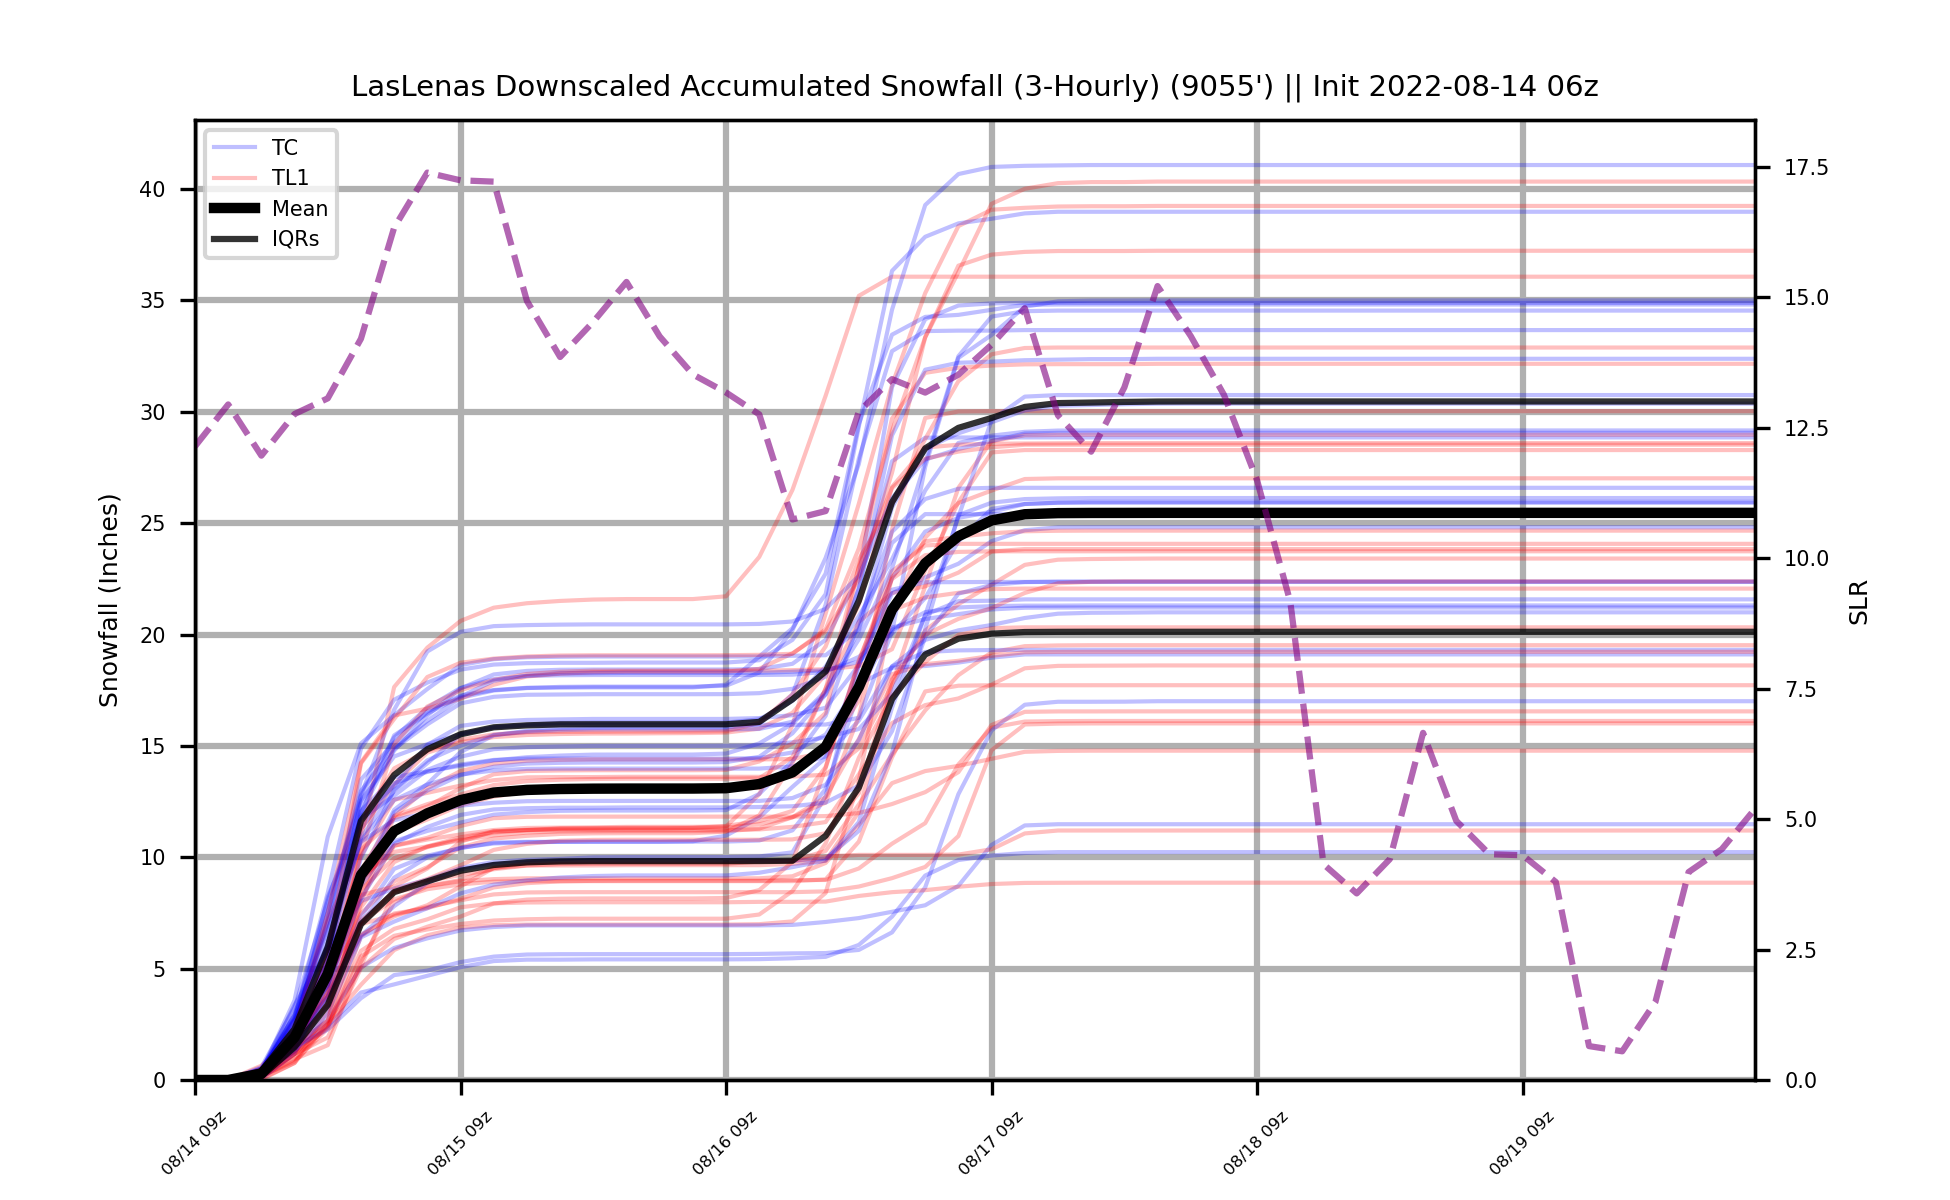 LasLenas Downscaled Accumulated Snowfall (3-Hourly) (9055') || Init 2022-08-14 06z
TC
TL1
Mean
IQRs
Snowfall (Inches)
40
35
30
25
20
15
10
5
0
17.5
15.0
12.5
10.0
7.5
5.0
2.5
0.0
SLR
08/14 09z
08/15 09z
08/16 09z
08/17 09z
08/18 09z
08/19 09z